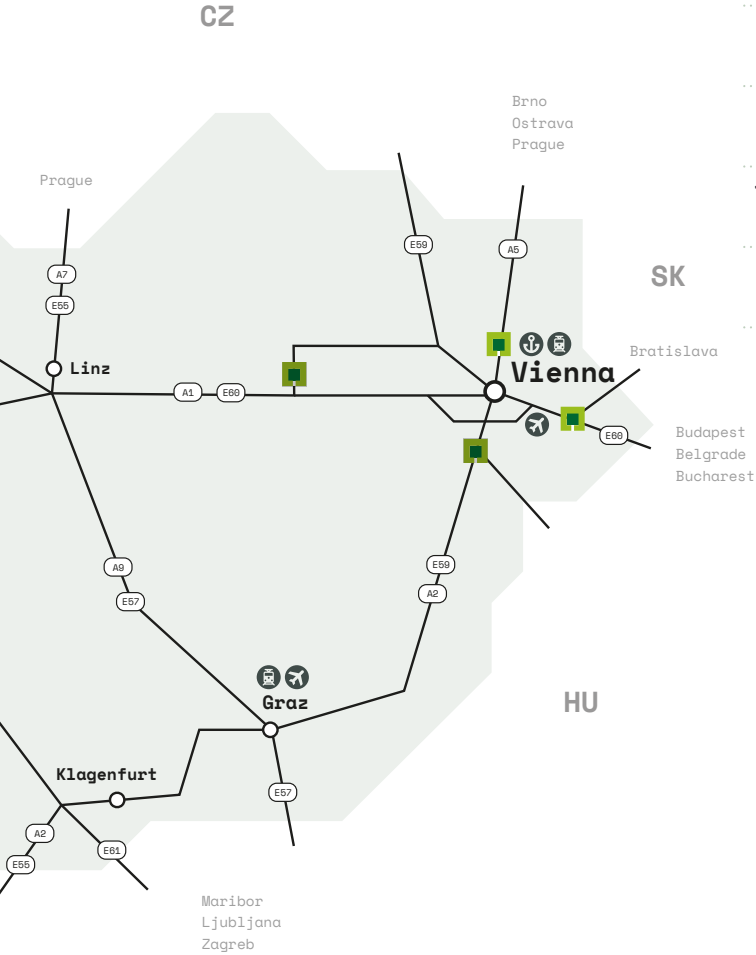 CZ
Brno
Ostrava
Prague
Prague
E59
A5
A7
SK
E55
Bratislava
Linz
Vienna
A1
E60
E60
Budapest
Belgrade
Bucharest
A9
E59
E57
A2
Graz
HU
Klagenfurt
E57
A2
E61
E55
Maribor
Ljubljana
Zagreb